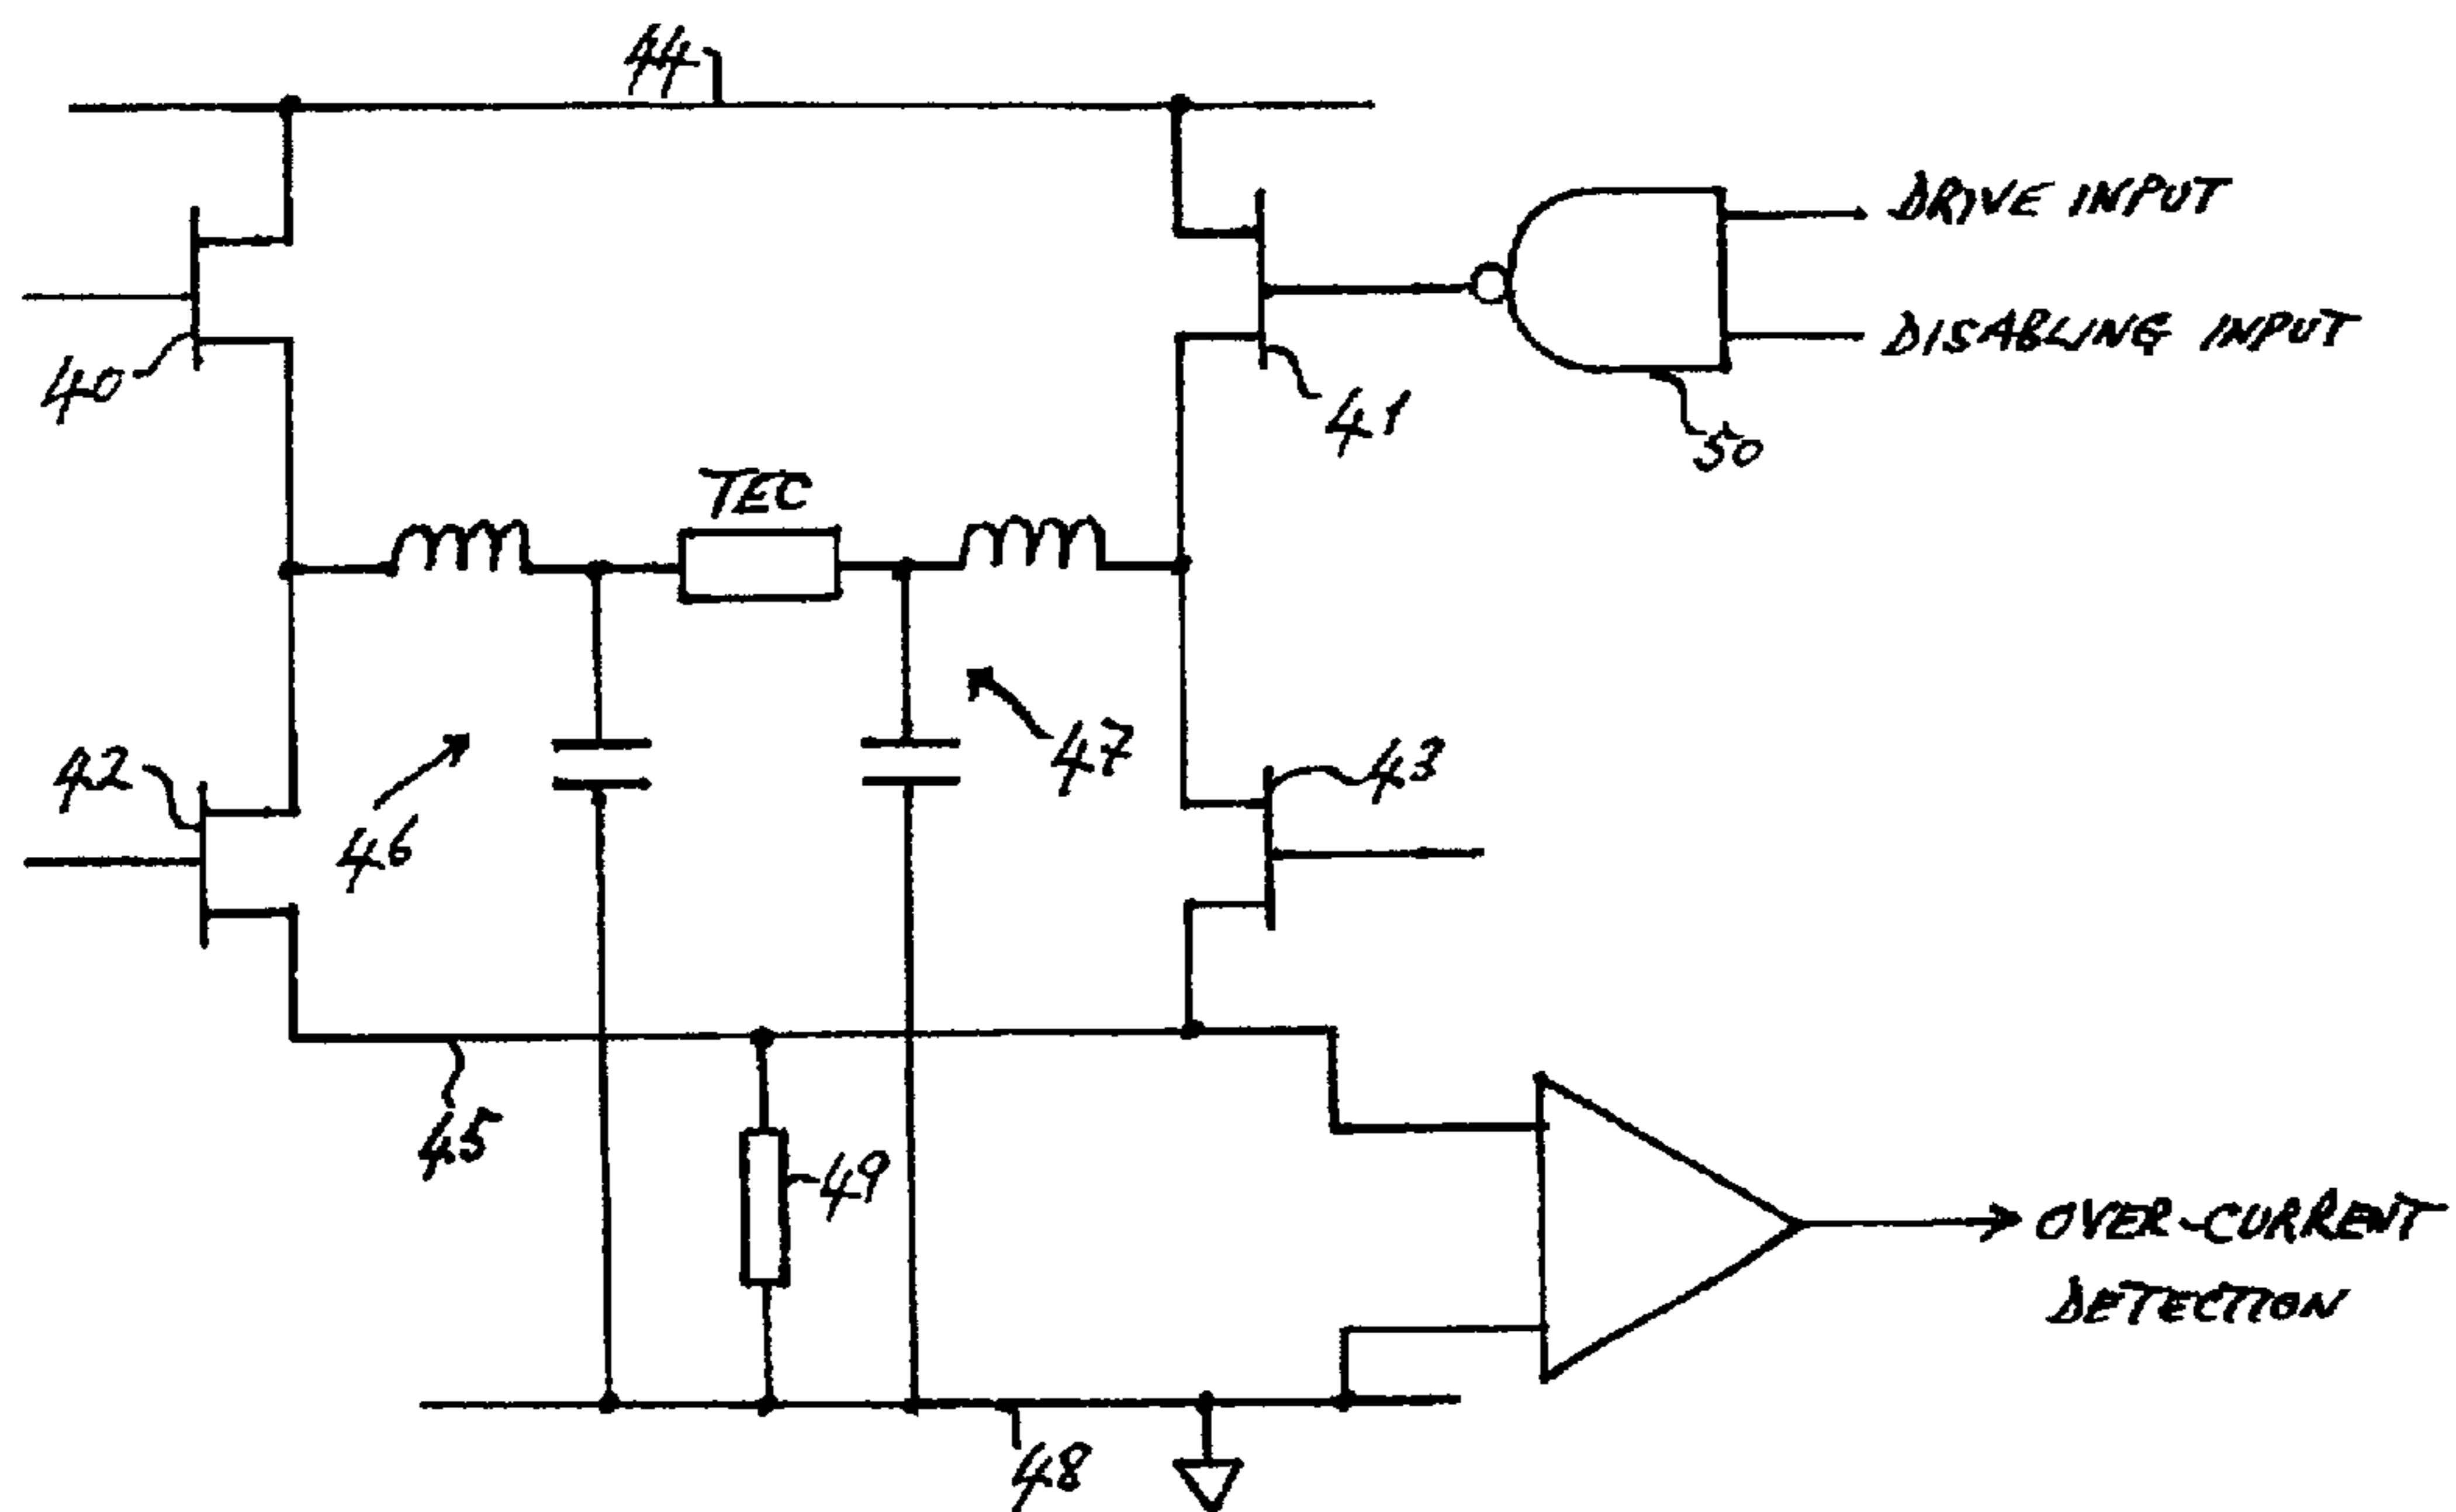 44
DRIVE INPUT
DISABLING INPUT
40
41
50
TEC
42
46
47
43
45
49
OVER-CURRENT
DETECTION
48